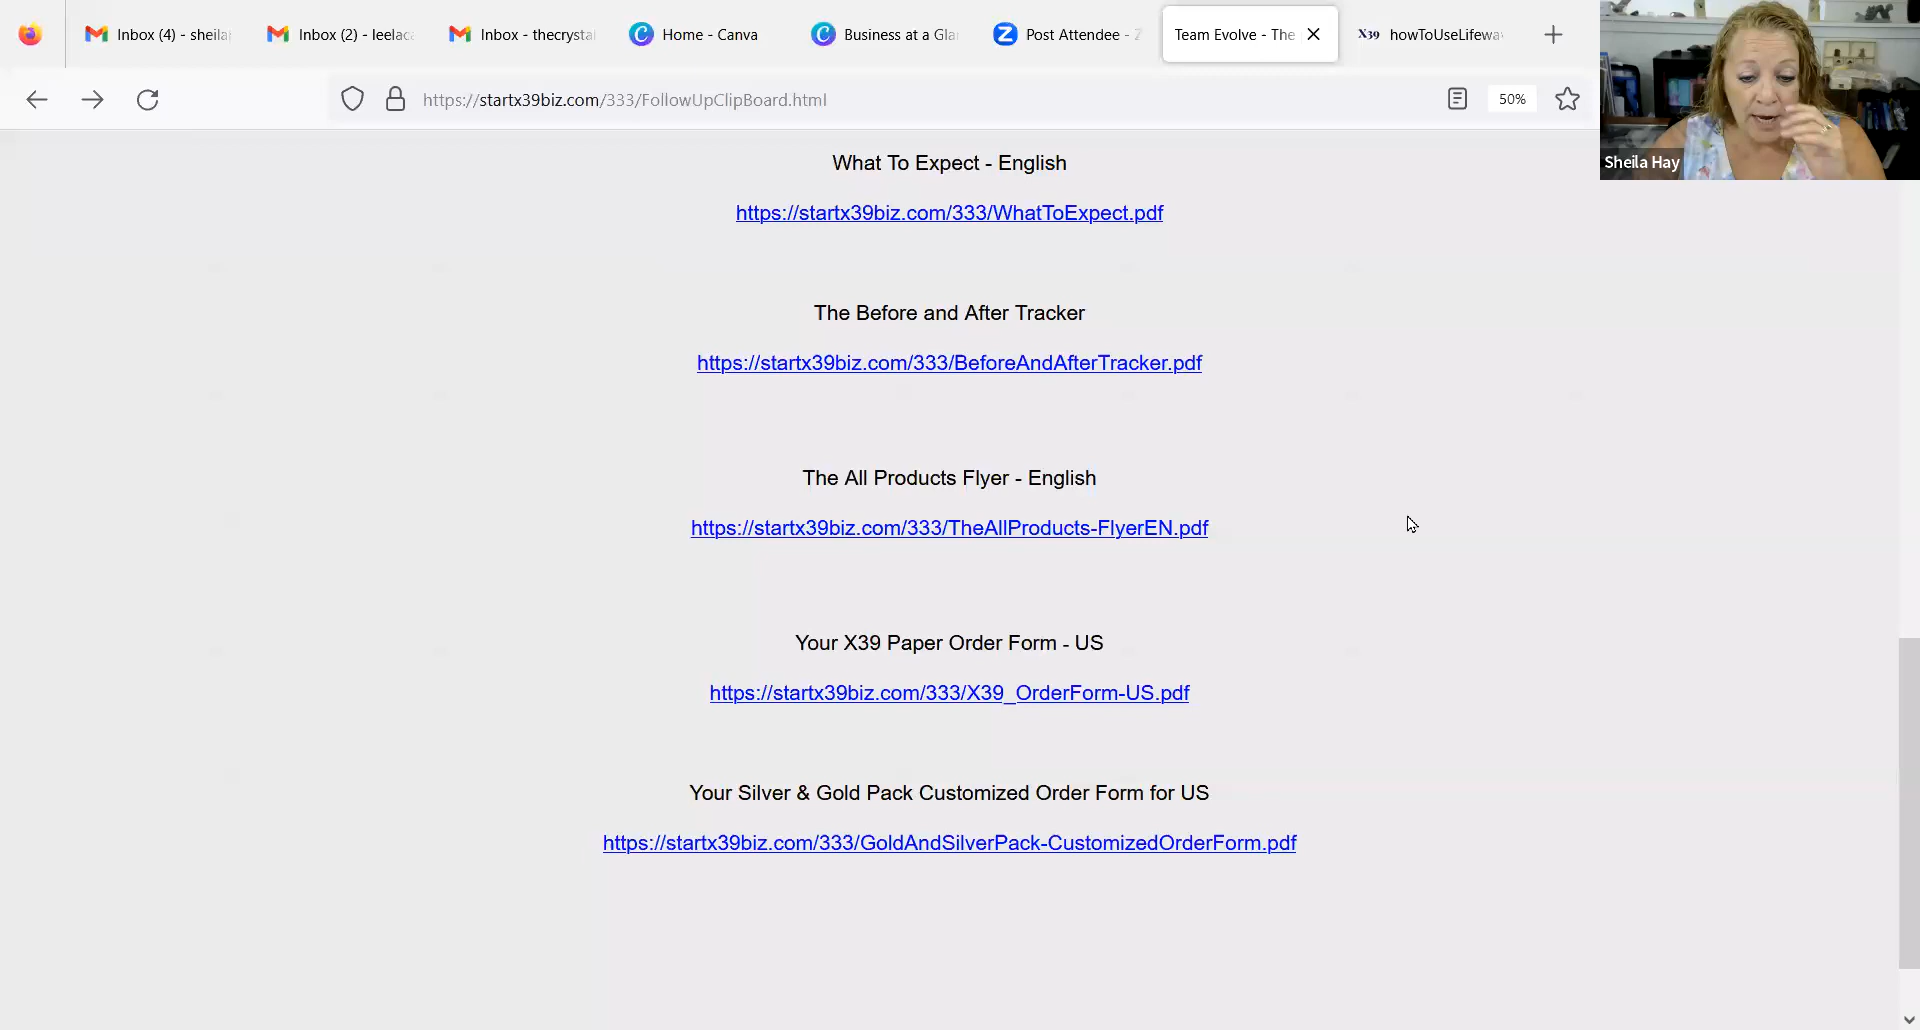 Inbox (4) - sheila
Inbox (2) - leelac
Inbox - thecrysta
Home - Canva
Business at a Gla
Post Attendee - Z
Team Evolve - The
X39 howToUseLifewa
https://startx39biz.com/333/FollowUpClipBoard.html
50%
Sheila Hay
What To Expect - English
https://startx39biz.com/333/WhatToExpect.pdf
The Before and After Tracker
https://startx39biz.com/333/BeforeAndAfterTracker.pdf
The All Products Flyer - English
https://startx39biz.com/333/TheAllProducts-FlyerEN.pdf
Your X39 Paper Order Form - US
https://startx39biz.com/333/X39_OrderForm-US.pdf
Your Silver & Gold Pack Customized Order Form for US
https://startx39biz.com/333/GoldAndSilverPack-CustomizedOrderForm.pdf